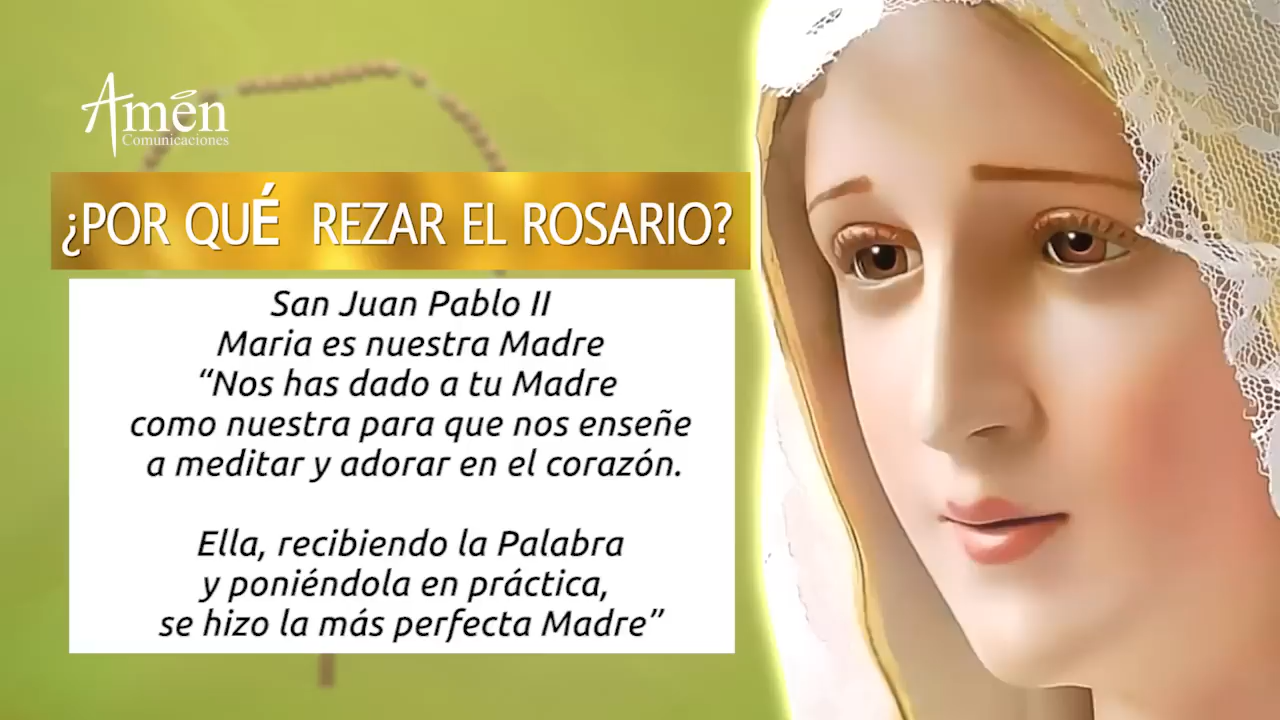 Amén
Comunicaciones
¿POR QUÉ REZAR EL ROSARIO?
San Juan Pablo II
Maria es nuestra Madre
“Nos has dado a tu Madre
como nuestra para que nos enseñe
a meditar y adorar en el corazón.
Ella, recibiendo la Palabra
y poniéndola en práctica,
se hizo la más perfecta Madre”